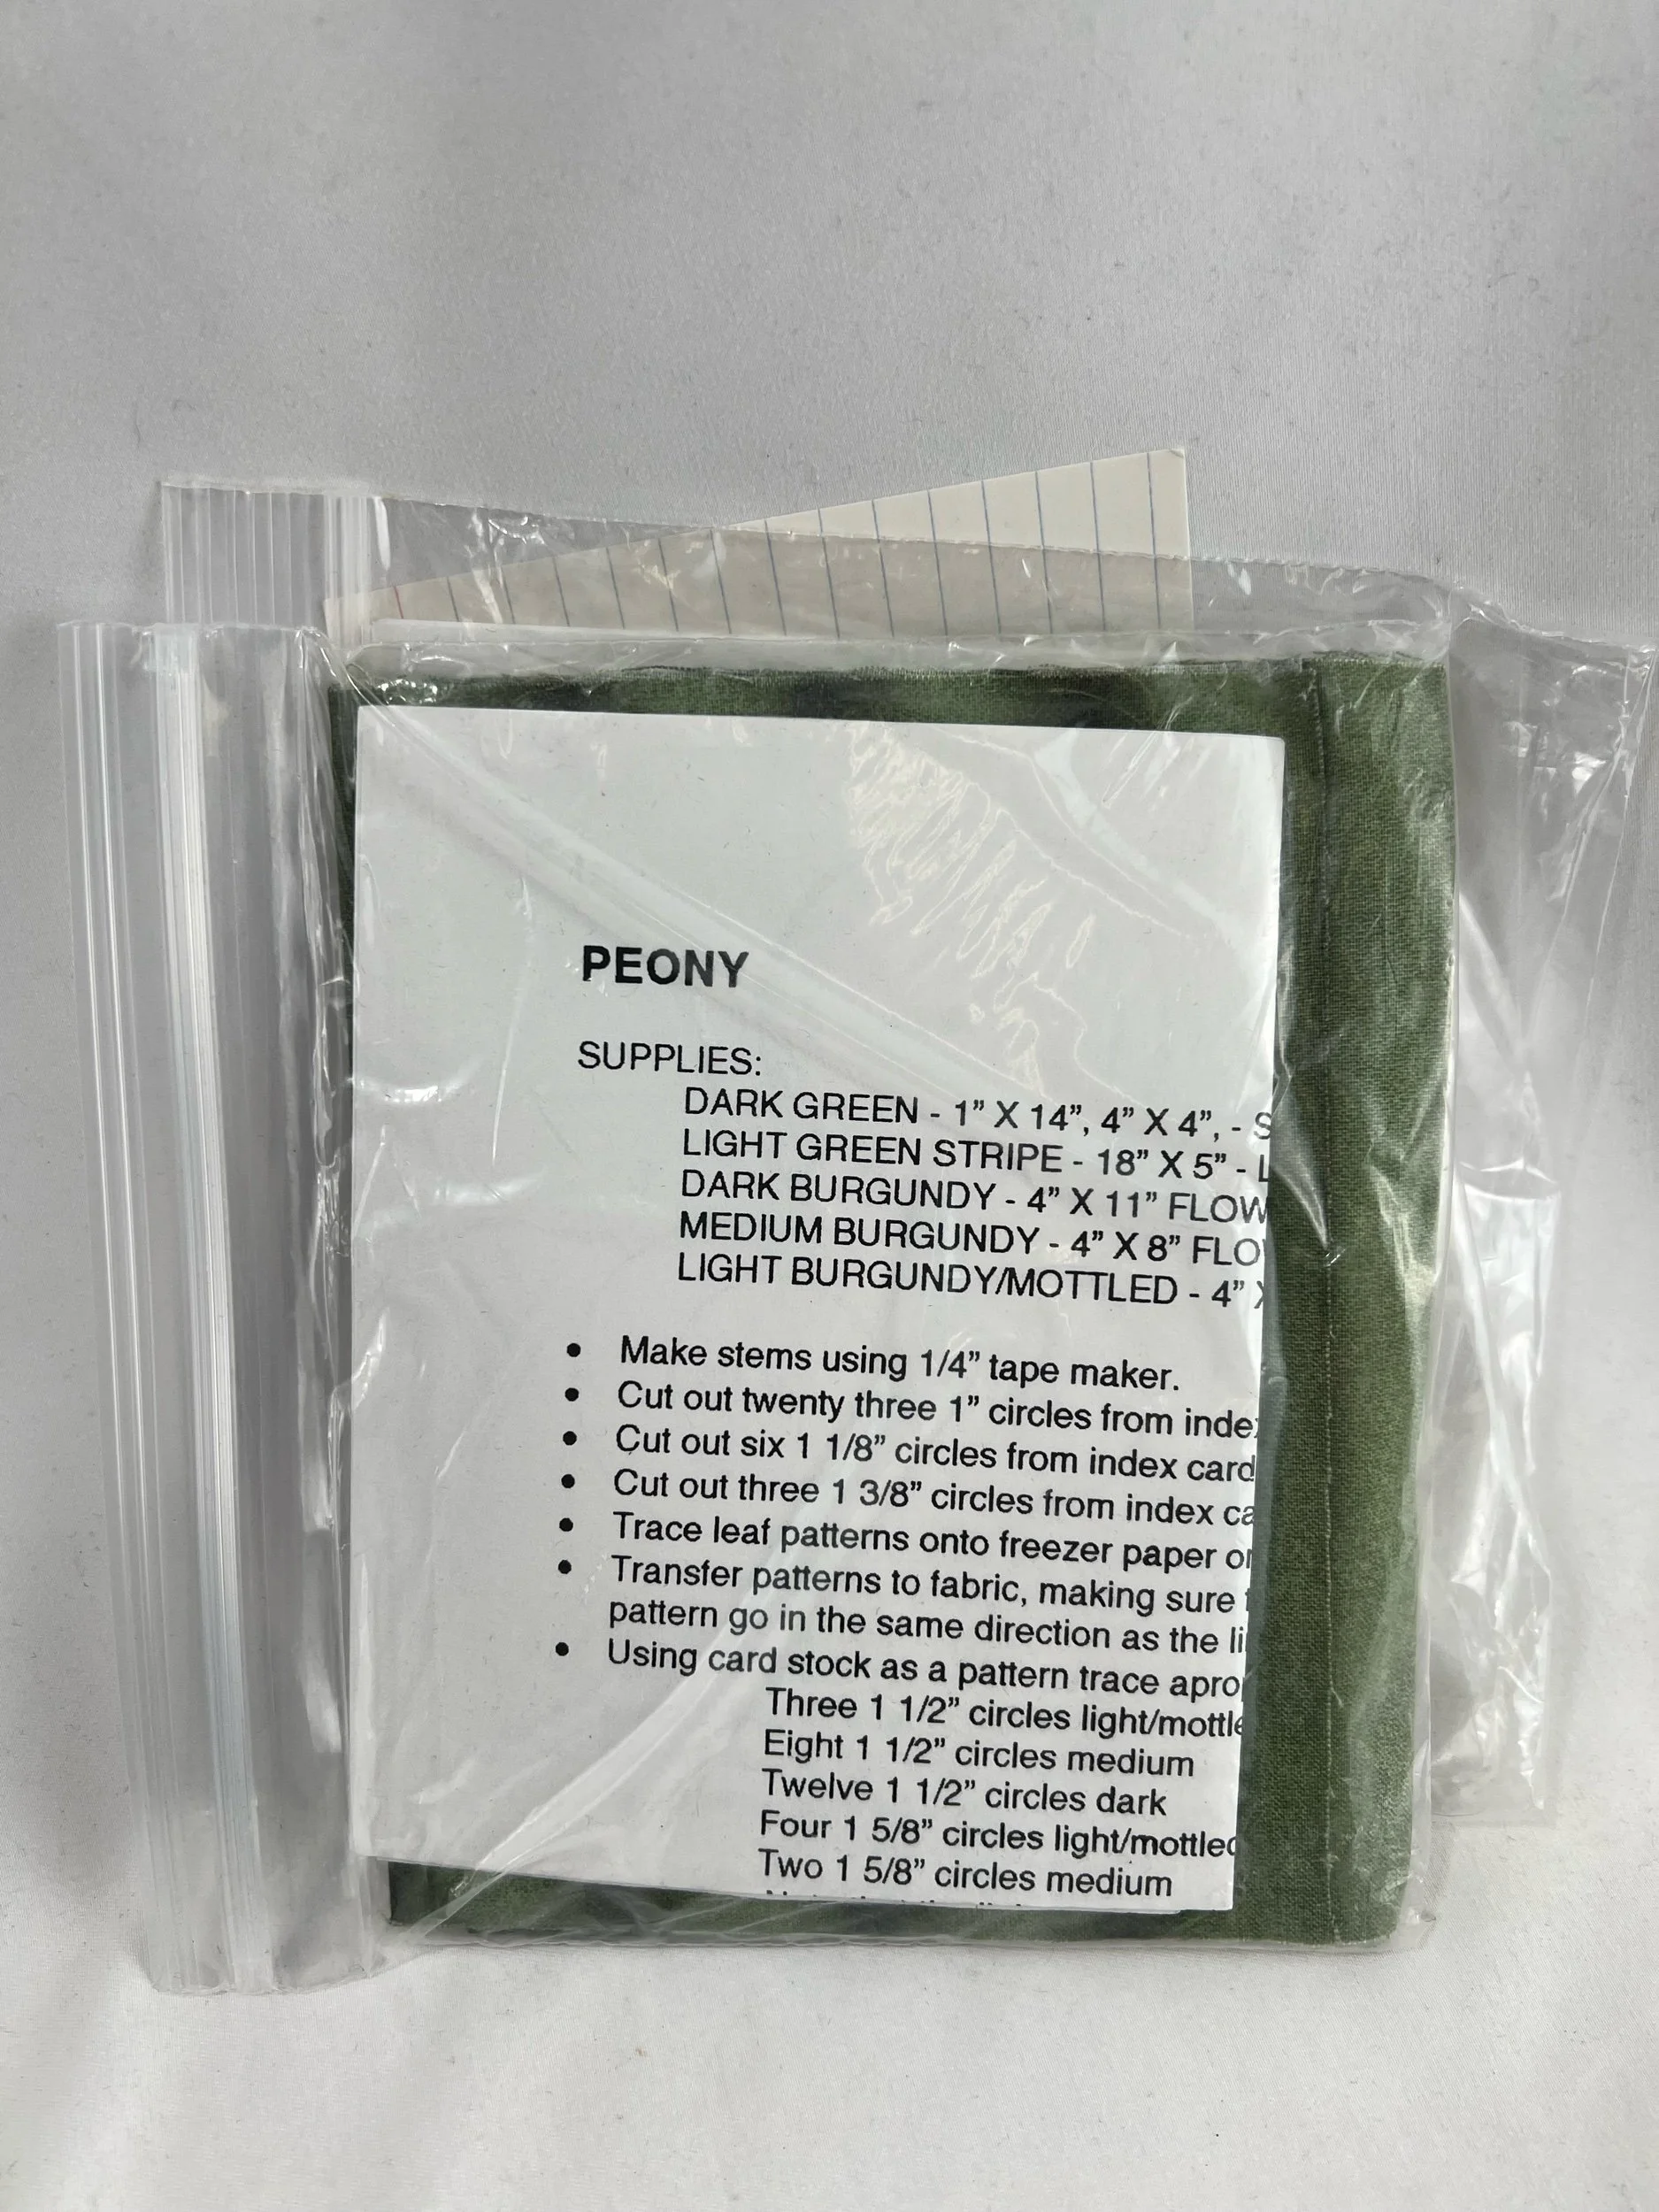 PEONY
SUPPLIES:
DARK GREEN - 1” X 14”, 4” X 4”, - S
LIGHT GREEN STRIPE - 18” X 5” - L
DARK BURGUNDY - 4” X 11” FLOW
MEDIUM BURGUNDY - 4” X 8” FLO
LIGHT BURGUNDY/MOTTLED - 4” X
• Make stems using 1/4” tape maker.
• Cut out twenty three 1” circles from inde
• Cut out six 1 1/8” circles from index card
• Cut out three 1 3/8” circles from index ca
• Trace leaf patterns onto freezer paper or
• Transfer patterns to fabric, making sure
pattern go in the same direction as the li
• Using card stock as a pattern trace apro
Three 1 1/2” circles light/mottle
Eight 1 1/2” circles medium
Twelve 1 1/2” circles dark
Four 1 5/8” circles light/mottled
Two 1 5/8” circles medium